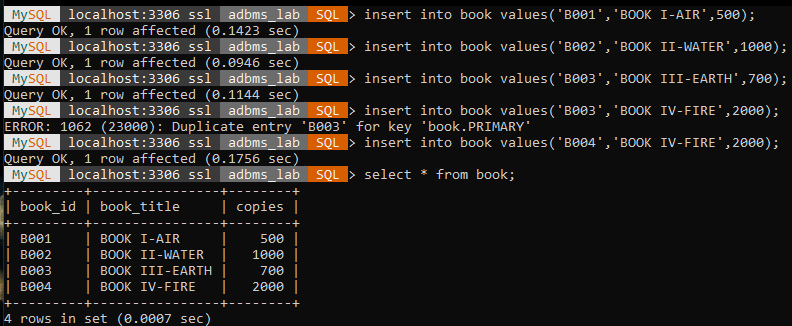 MySQL localhost:3306 ssl adbms_lab SQL > insert into book values('B001','BOOK I-AIR',500);
Query OK, 1 row affected (0.1423 sec)
MySQL localhost:3306 ssl adbms_lab SQL > insert into book values('B002','BOOK II-WATER',1000);
Query OK, 1 row affected (0.0946 sec)
MySQL localhost:3306 ssl adbms_lab SQL > insert into book values('B003','BOOK III-EARTH',700);
Query OK, 1 row affected (0.1144 sec)
MySQL localhost:3306 ssl adbms_lab SQL > insert into book values('B003','BOOK IV-FIRE',2000);
ERROR: 1062 (23000): Duplicate entry 'B003' for key 'book.PRIMARY'
MySQL localhost:3306 ssl adbms_lab SQL > insert into book values('B004','BOOK IV-FIRE',2000);
Query OK, 1 row affected (0.1756 sec)
MySQL localhost:3306 ssl adbms_lab SQL > select * from book;
+---------+----------------+--------+
| book_id | book_title     | copies |
+---------+----------------+--------+
| B001    | BOOK I-AIR     |    500 |
| B002    | BOOK II-WATER  |   1000 |
| B003    | BOOK III-EARTH |    700 |
| B004    | BOOK IV-FIRE   |   2000 |
+---------+----------------+--------+
4 rows in set (0.0007 sec)